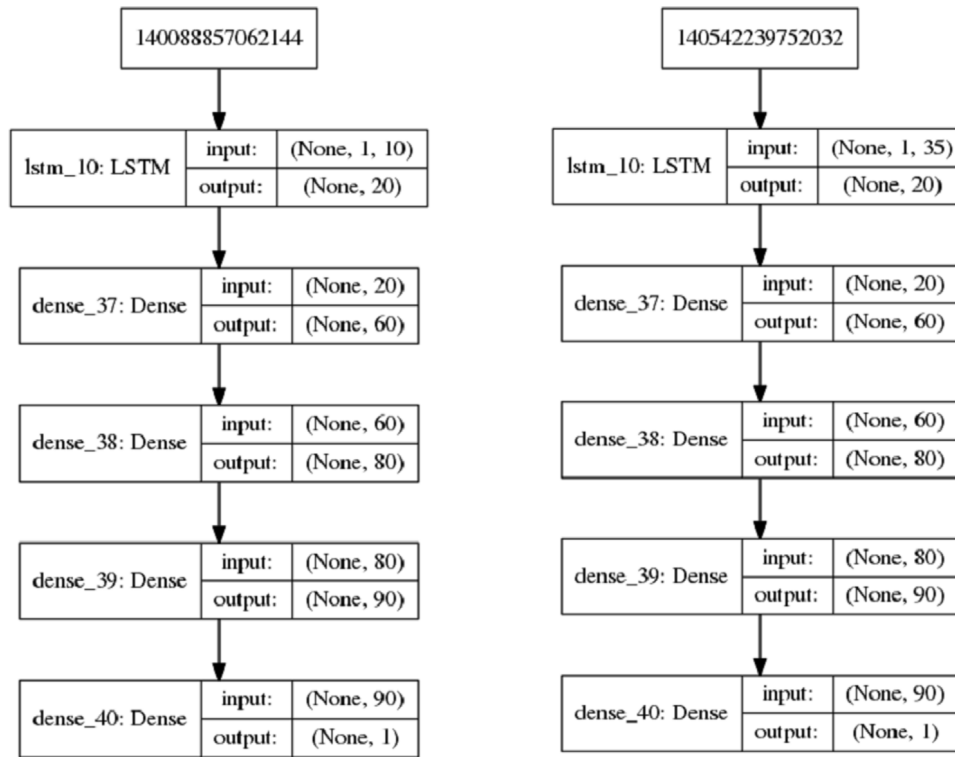 140088857062144
lstm_10: LSTM
input: (None, 1, 10)
output: (None, 20)
dense_37: Dense
input: (None, 20)
output: (None, 60)
dense_38: Dense
input: (None, 60)
output: (None, 80)
dense_39: Dense
input: (None, 80)
output: (None, 90)
dense_40: Dense
input: (None, 90)
output: (None, 1)
140542239752032
lstm_10: LSTM
input: (None, 1, 35)
output: (None, 20)
dense_37: Dense
input: (None, 20)
output: (None, 60)
dense_38: Dense
input: (None, 60)
output: (None, 80)
dense_39: Dense
input: (None, 80)
output: (None, 90)
dense_40: Dense
input: (None, 90)
output: (None, 1)